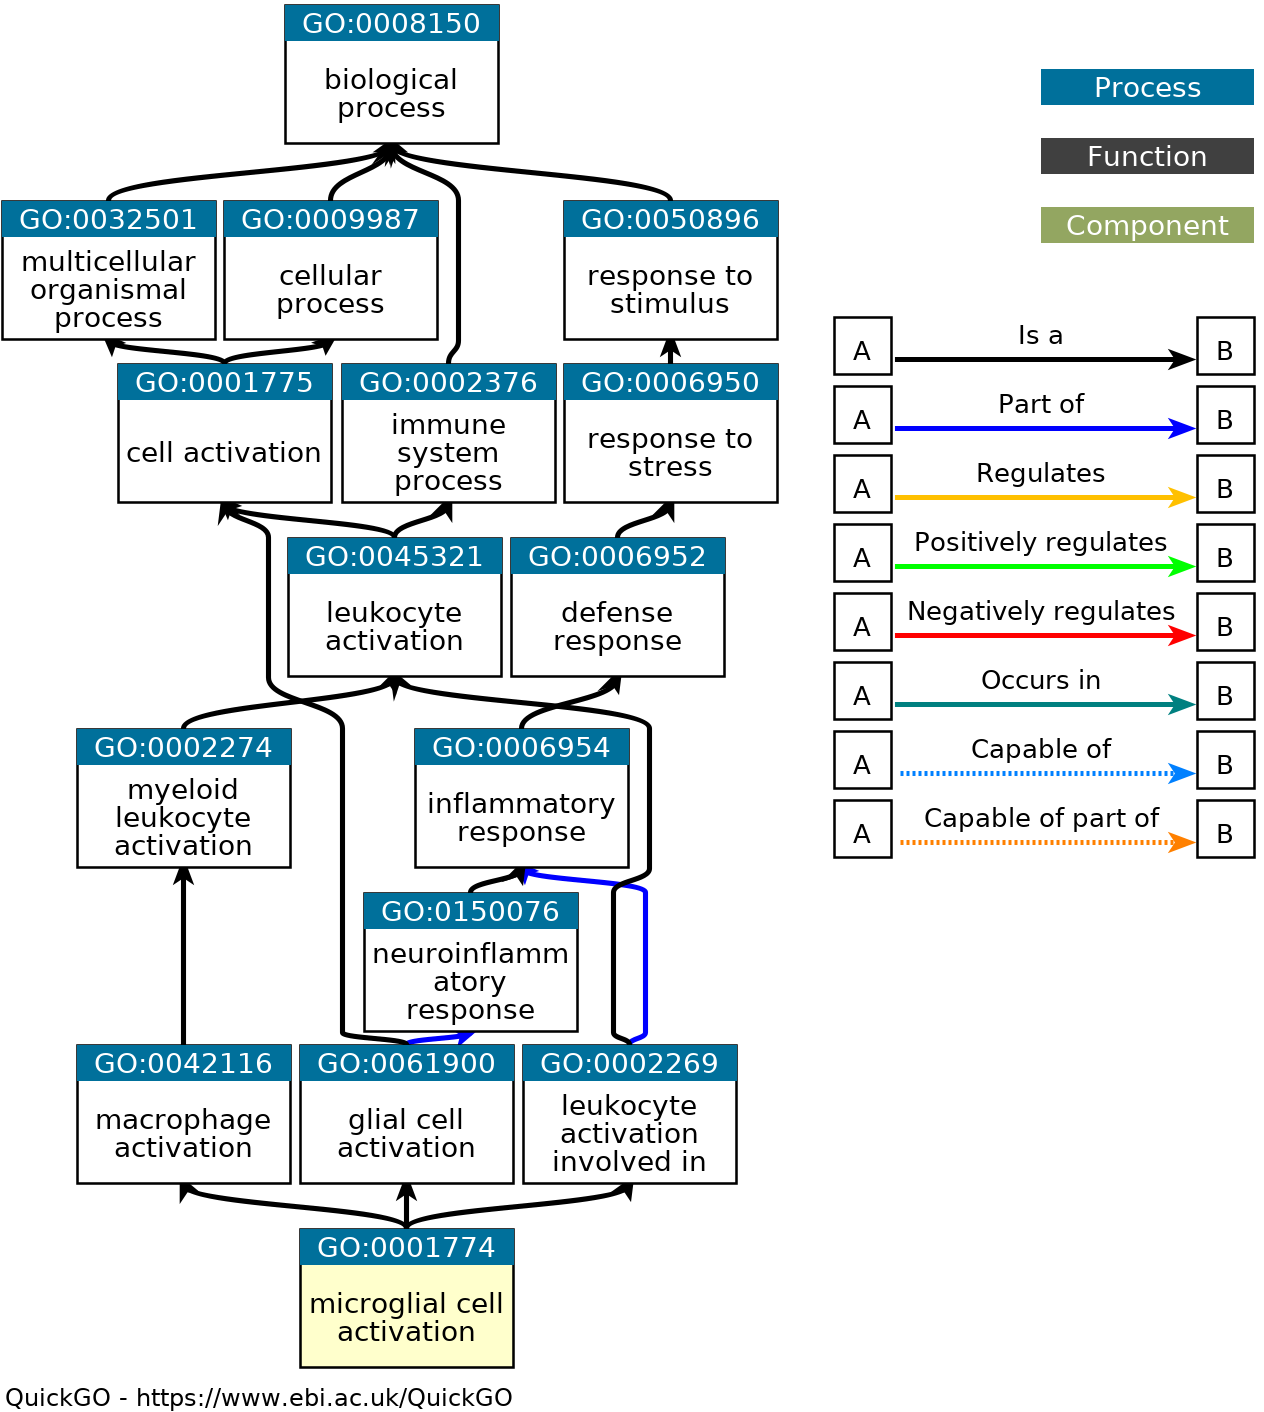 GO:0008150
biological
process
GO:0032501
multicellular
organismal
process
GO:0009987
cellular
process
GO:0050896
response to
stimulus
GO:0001775
cell activation
GO:0002376
immune
system
process
GO:0006950
response to
stress
GO:0045321
leukocyte
activation
GO:0006952
defense
response
GO:0002274
myeloid
leukocyte
activation
GO:0006954
inflammatory
response
GO:0150076
neuroinflamm
atory
response
GO:0042116
macrophage
activation
GO:0061900
glial cell
activation
GO:0002269
leukocyte
activation
involved in
GO:0001774
microglial cell
activation
Process
Function
Component
A Is a B
A Part of B
A Regulates B
A Positively regulates B
A Negatively regulates B
A Occurs in B
A Capable of B
A Capable of part of B
QuickGO - https://www.ebi.ac.uk/QuickGO